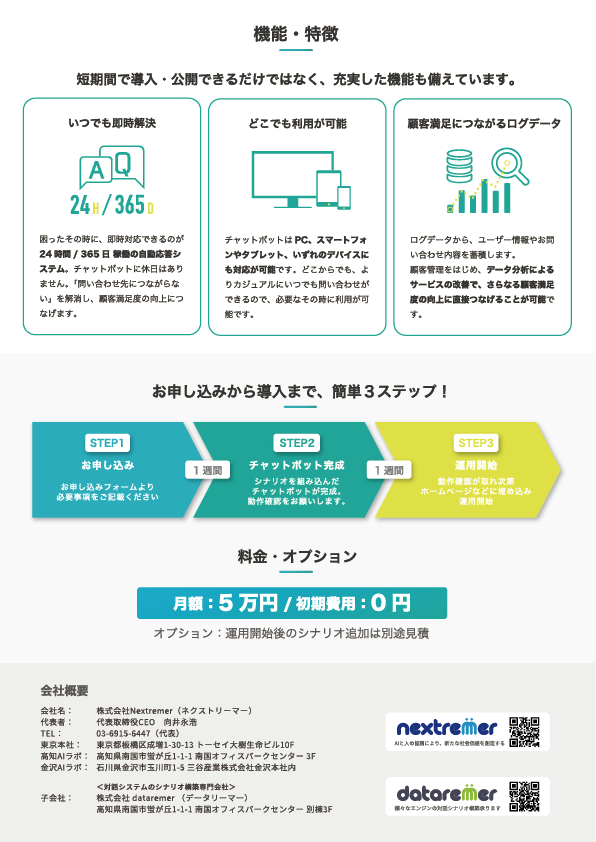 機能・特徴
短期間で導入・公開できるだけではなく、充実した機能も備えています。
いつでも即時解決
A Q
24H/365D
困ったその時に、即時対応できるのが
24時間/365日 稼働の自動応答シ
ステム。チャットボットに休日はあり
ません。「問い合わせ先につながらな
い」を解消し、顧客満足度の向上につ
なげます。
どこでも利用が可能
チャットボットはPC、スマートフォ
ンやタブレット、いずれのデバイスに
も対応が可能です。どこからでも、よ
りカジュアルにいつでも問い合わせが
できるので、必要なその時に利用が可
能です。
顧客満足につながるログデータ
ログデータから、ユーザー情報やお問
い合わせ内容を蓄積します。
顧客管理をはじめ、データ分析による
サービスの改善で、さらなる顧客満足
度の向上に直接つなげることが可能で
す。
お申し込みから導入まで、簡単3ステップ！
STEP1
お申し込み
お申し込みフォームより
必要事項をご記載ください
1週間
STEP2
チャットボット完成
シナリオを組み込んだ
チャットボットが完成。
動作確認をお願いします。
1週間
STEP3
運用開始
動作確認が取れ次第
ホームページなどに埋め込み
運用開始
料金・オプション
月額：5万円/初期費用：0円
オプション：運用開始後のシナリオ追加は別途見積
会社概要
会社名： 株式会社Nextremer（ネクストリーマー）
代表者： 代表取締役CEO 向井永浩
TEL： 03-6915-6447（代表）
東京本社： 東京都板橋区成増1-30-13 トーセイ大樹生命ビル10F
高知AIラボ： 高知県南国市蛍が丘1-1-1 南国オフィスパークセンター 3F
金沢AIラボ： 石川県金沢市玉川町1-5 三谷産業株式会社金沢本社内
＜対話システムのシナリオ構築専門会社＞
子会社： 株式会社 dataremer （データリーマー）
高知県南国市蛍が丘1-1-1 南国オフィスパークセンター 別棟3F
nextremer
AIと人の協調により、新たな社会価値を創造する
dataremer
様々なエンジンの対話シナリオ構築承ります